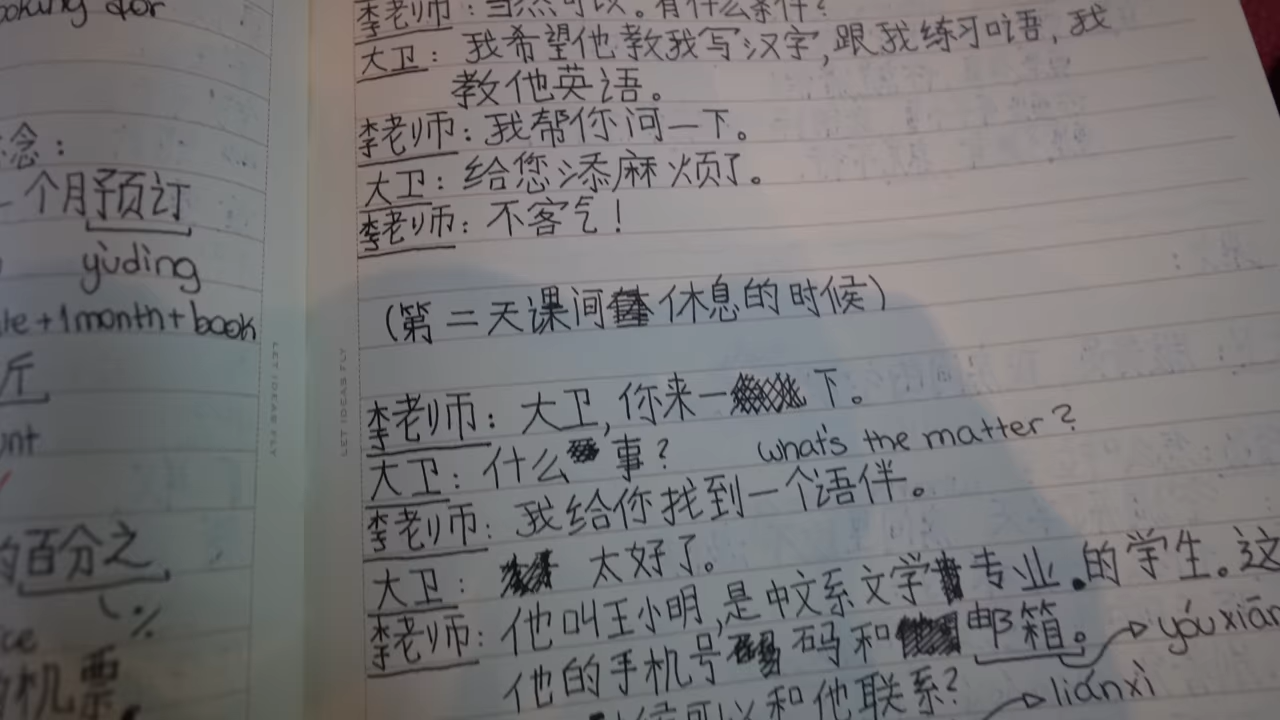 ooking for
念:
个月预订
yùding
+1month+book
斤
unt
百分之
%
机票
LET IDEAS FLY
LET IDEAS FLY
李老师:当然可以。有什么条件?
大卫:我希望他教我写汉字,跟我练习口语,我
教他英语。
李老师:我帮你问一下。
大卫:给您添麻烦了。
李老师:不客气!
(第二天课间休息的时候)
李老师:大卫,你来一下。
大卫:什么事? what's the matter?
李老师:我给你找到一个语伴。
大卫:太好了。
李老师:他叫王小明,是中文系文学专业的学生。这
他的手机号码和邮箱。 yóuxiān
可以和他联系? liánxì